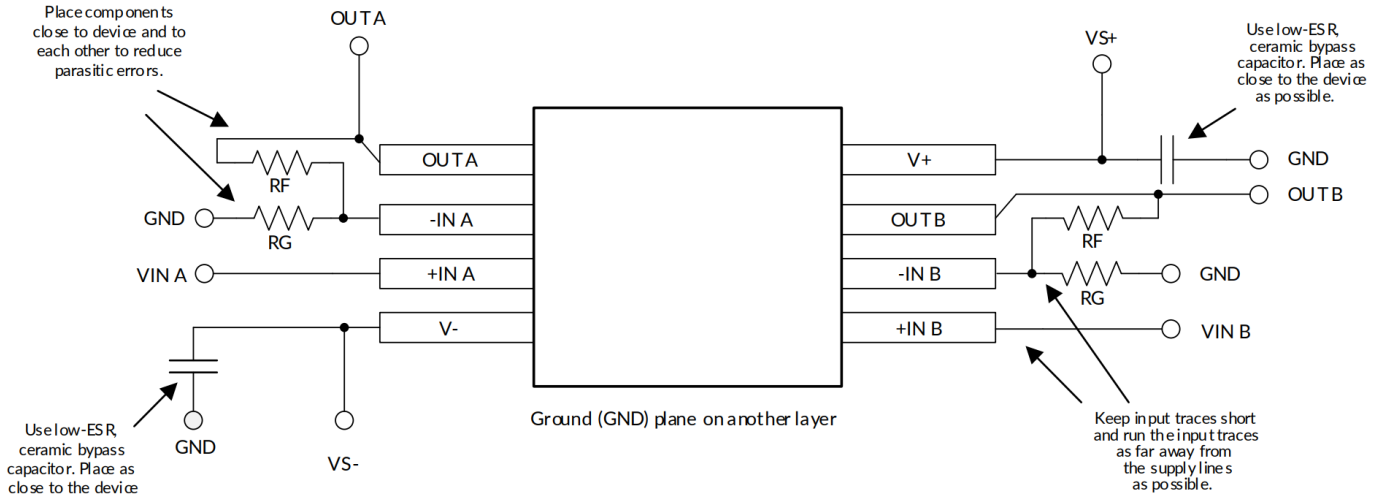 Place components
close to device and to
each other to reduce
parasitic errors.
OUT A
VS+
Use low-ESR,
ceramic bypass
capacitor. Place as
close to the device
as possible.
OUT A
V+
GND
RF
OUT B
GND
-IN A
OUT B
RG
RF
VIN A
+IN A
-IN B
GND
RG
V-
+IN B
VIN B
Ground (GND) plane on another layer
Use low-ESR,
ceramic bypass
capacitor. Place as
close to the device
GND
VS-
Keep input traces short
and run the input traces
as far away from
the supply lines
as possible.